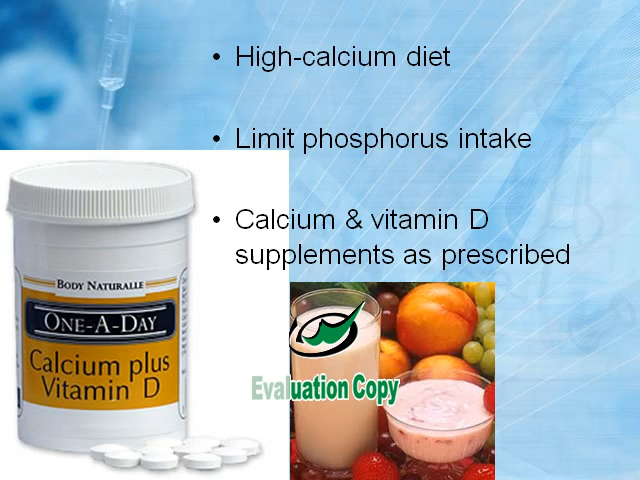 • High-calcium diet
• Limit phosphorus intake
• Calcium & vitamin D
supplements as prescribed
BODY NATURALLE
ONE-A-DAY
Calcium plus
Vitamin D
Evaluation Copy